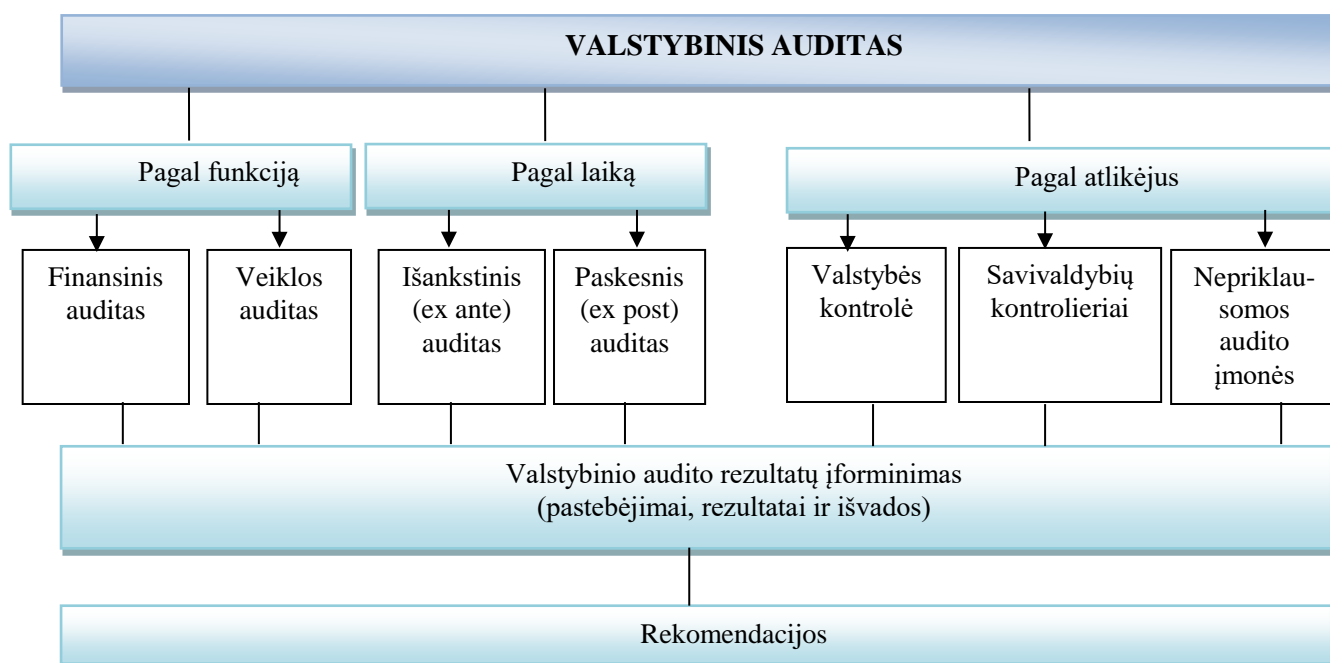 VALSTYBINIS AUDITAS
Pagal funkciją
Pagal laiką
Pagal atlikėjus
Finansinis
auditas
Veiklos
auditas
Išankstinis
(ex ante)
auditas
Paskesnis
(ex post)
auditas
Valstybės
kontrolė
Savivaldybių
kontrolieriai
Nepriklau-
somos
audito
įmonės
Valstybinio audito rezultatų įforminimas
(pastebėjimai, rezultatai ir išvados)
Rekomendacijos